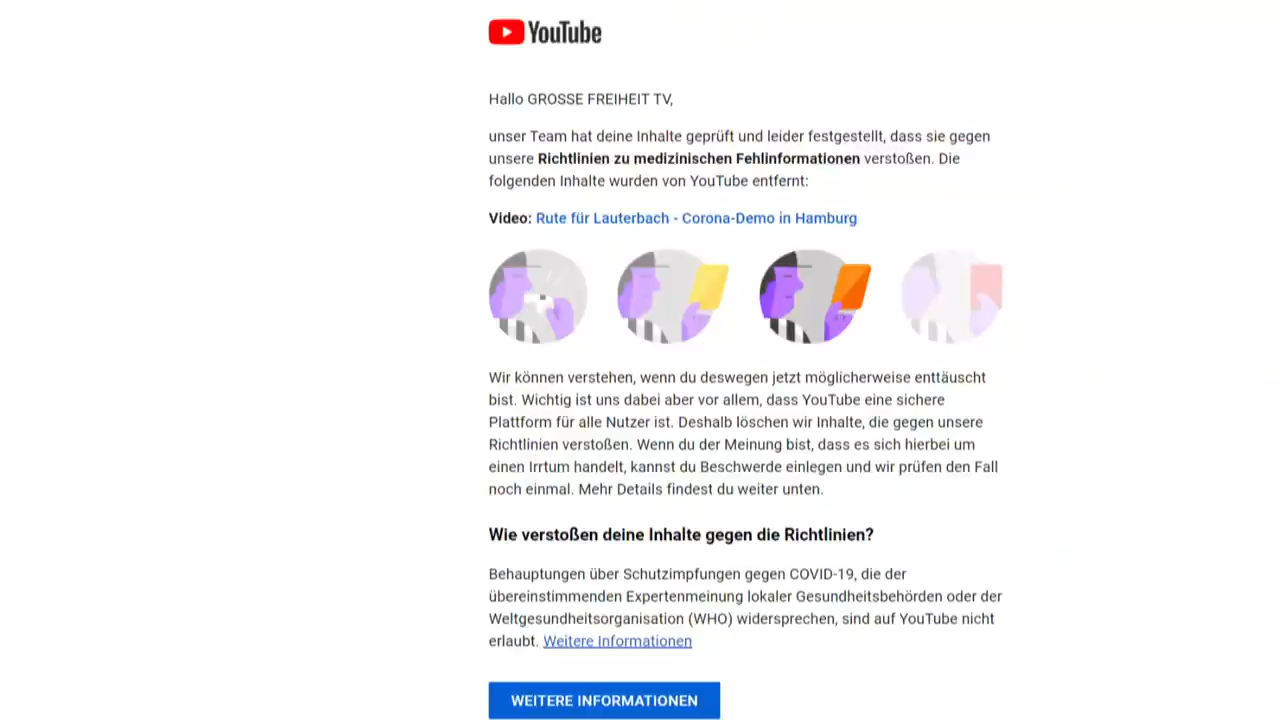 YouTube
Hallo GROSSE FREIHEIT TV,
unser Team hat deine Inhalte geprüft und leider festgestellt, dass sie gegen
unsere Richtlinien zu medizinischen Fehlinformationen verstoßen. Die
folgenden Inhalte wurden von YouTube entfernt:
Video: Rute für Lauterbach - Corona-Demo in Hamburg
Wir können verstehen, wenn du deswegen jetzt möglicherweise enttäuscht
bist. Wichtig ist uns dabei aber vor allem, dass YouTube eine sichere
Plattform für alle Nutzer ist. Deshalb löschen wir Inhalte, die gegen unsere
Richtlinien verstoßen. Wenn du der Meinung bist, dass es sich hierbei um
einen Irrtum handelt, kannst du Beschwerde einlegen und wir prüfen den Fall
noch einmal. Mehr Details findest du weiter unten.
Wie verstoßen deine Inhalte gegen die Richtlinien?
Behauptungen über Schutzimpfungen gegen COVID-19, die der
übereinstimmenden Expertenmeinung lokaler Gesundheitsbehörden oder der
Weltgesundheitsorganisation (WHO) widersprechen, sind auf YouTube nicht
erlaubt. Weitere Informationen
WEITERE INFORMATIONEN